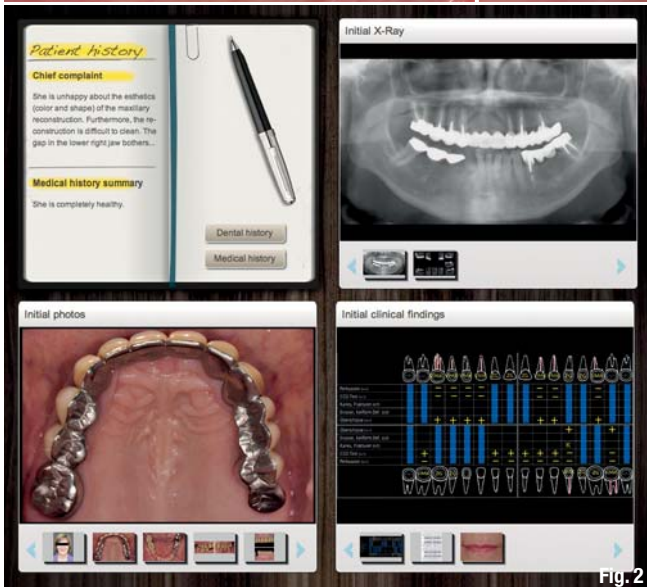 Patient history
Chief complaint
She is unhappy about the esthetics
(color and shape) of the maxillary
reconstruction. Furthermore, the re-
construction is difficult to clean. The
gap in the lower right jaw bothers...
Medical history summary
She is completely healthy.
Dental history
Medical history
Initial X-Ray
Initial photos
Initial clinical findings
Fig. 2